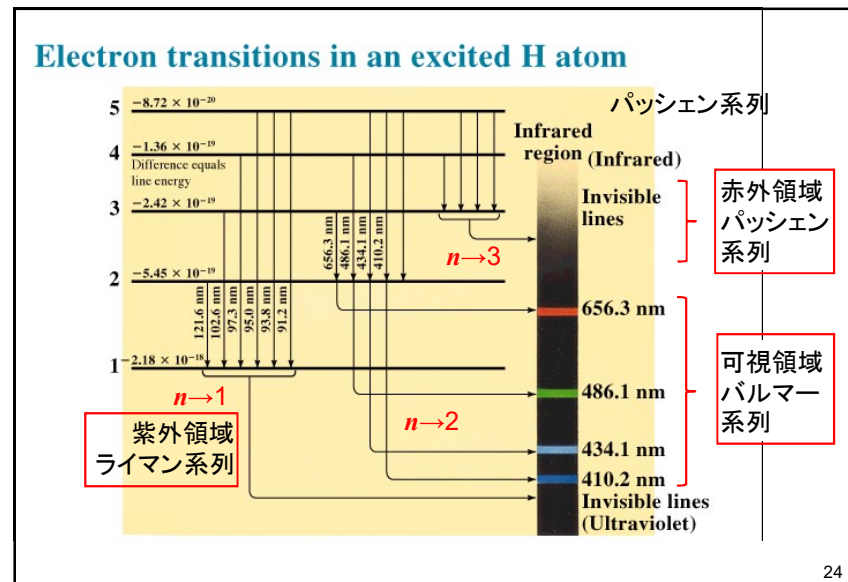 Electron transitions in an excited H atom
パッシェン系列
5
−8.72 × 10⁻²⁰
4
−1.36 × 10⁻¹⁹
Difference equals
line energy
3
−2.42 × 10⁻¹⁹
2
−5.45 × 10⁻¹⁹
1
−2.18 × 10⁻¹⁸
121.6 nm
102.6 nm
97.3 nm
95.0 nm
93.8 nm
91.2 nm
656.3 nm
486.1 nm
434.1 nm
410.2 nm
n→3
n→1
n→2
紫外領域
ライマン系列
Infrared
region (Infrared)
Invisible
lines
656.3 nm
486.1 nm
434.1 nm
410.2 nm
Invisible lines
(Ultraviolet)
赤外領域
パッシェン
系列
可視領域
バルマー
系列
24